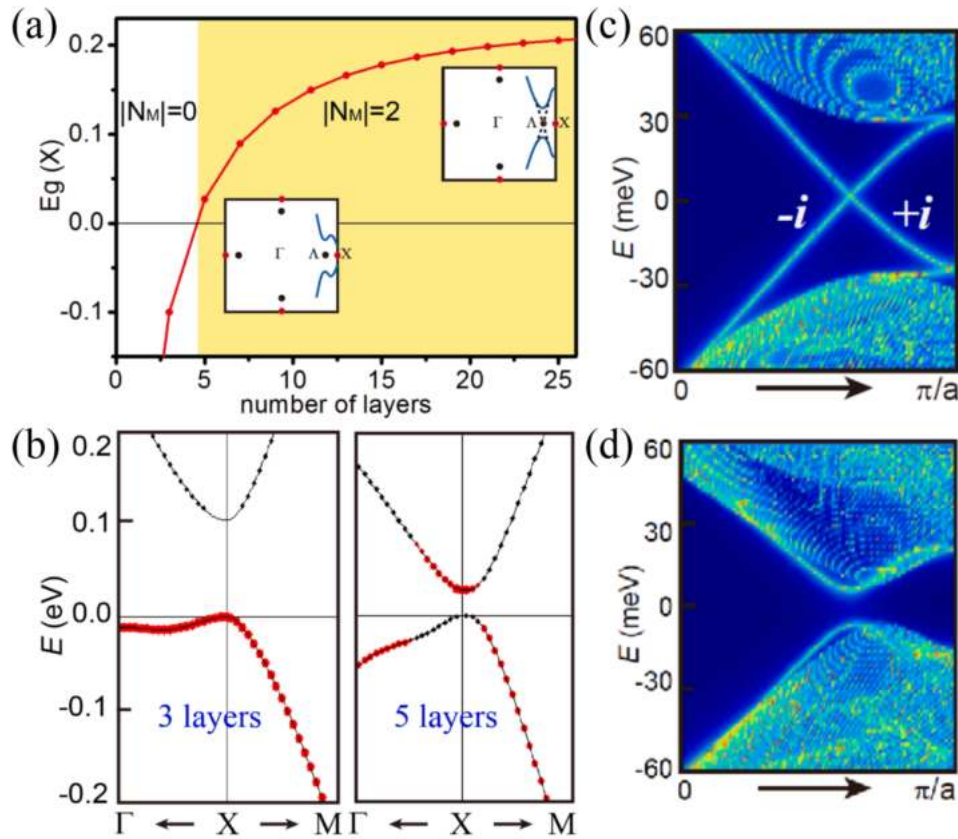 (a)
0.2
0.1
0.0
-0.1
Eg (X)
|NM|=0
|NM|=2
Γ Λ X
Γ Λ X
0 5 10 15 20 25
number of layers
(b)
0.2
0.1
0.0
-0.1
-0.2
E (eV)
3 layers
5 layers
Γ ← X → M
← X → M
Γ
(c)
60
30
0
-30
-60
E (meV)
-i
+i
0 π/a
(d)
60
30
0
-30
-60
E (meV)
0 π/a